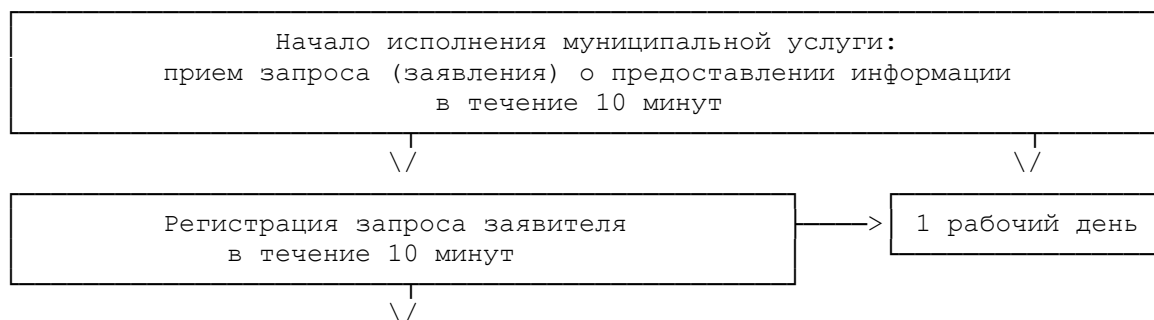 Начало исполнения муниципальной услуги:
прием запроса (заявления) о предоставлении информации
в течение 10 минут
\/ \/
Регистрация запроса заявителя
в течение 10 минут
> 1 рабочий день
\/